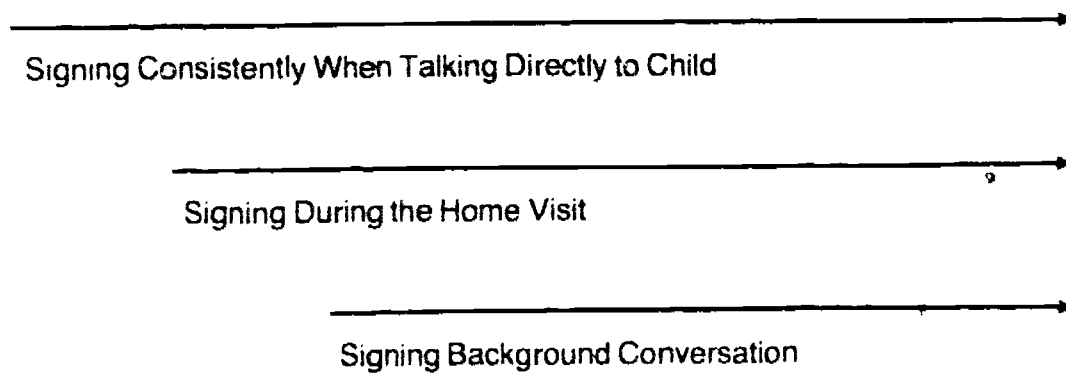 Signing Consistently When Talking Directly to Child
Signing During the Home Visit
Signing Background Conversation